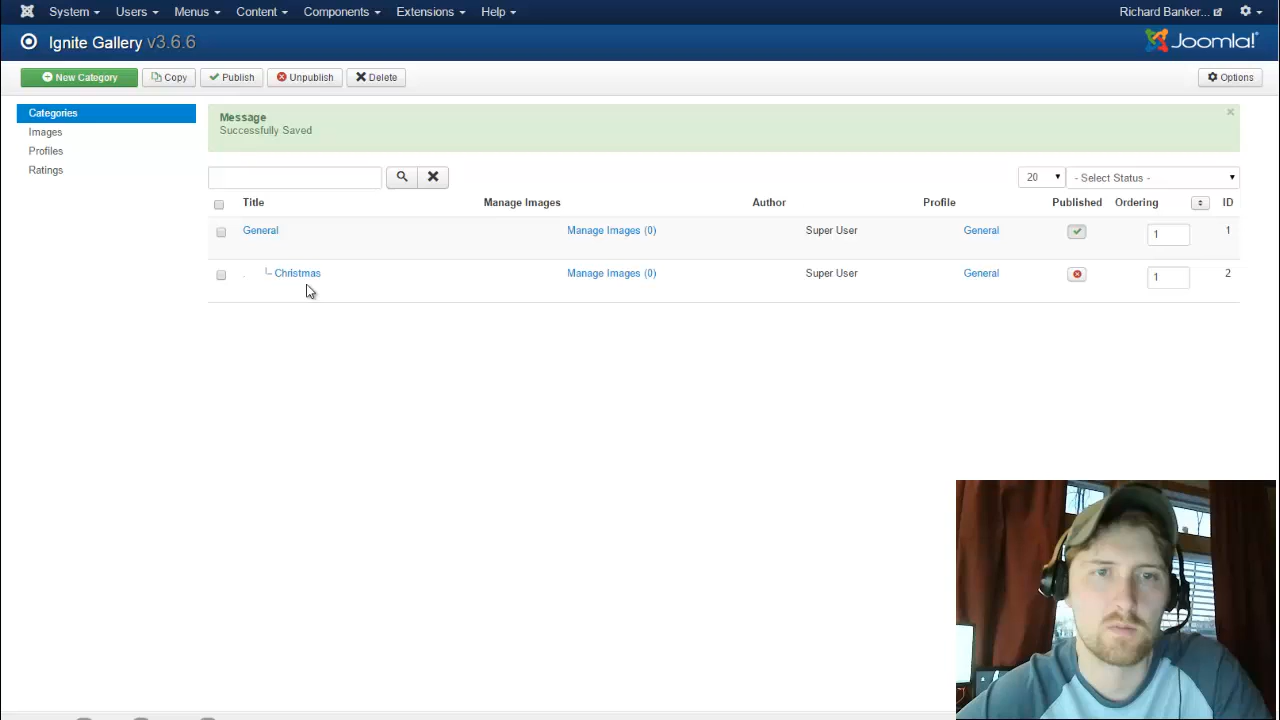 System Users Menus Content Components Extensions Help Richard Banker...
Ignite Gallery v3.6.6 Joomla!
New Category Copy Publish Unpublish Delete Options
Categories
Images
Profiles
Ratings
Message ×
Successfully Saved
20 - Select Status -
Title Manage Images Author Profile Published Ordering ID
General Manage Images (0) Super User General 1 1
Christmas Manage Images (0) Super User General 1 2